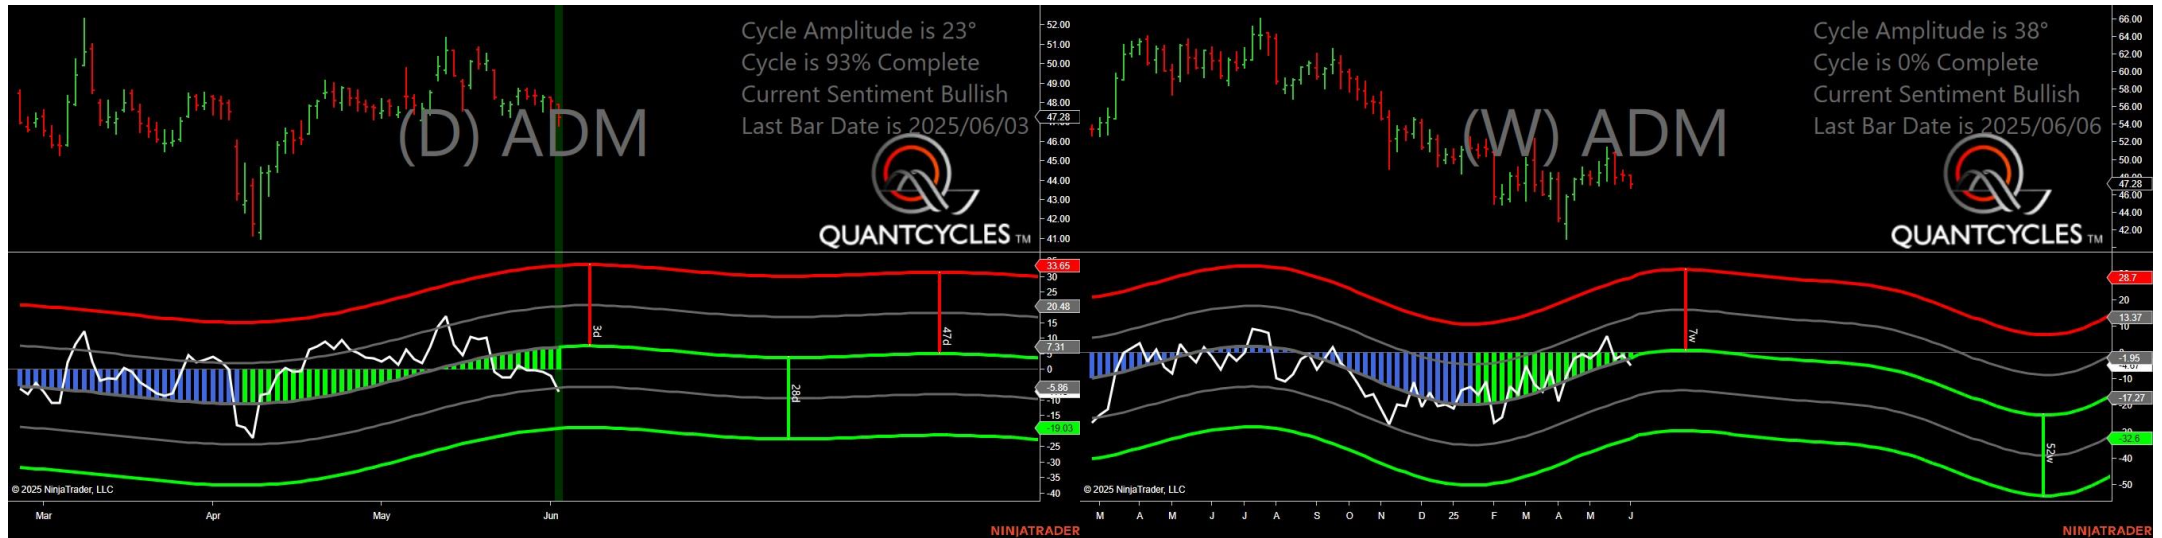 Cycle Amplitude is 23°
Cycle is 93% Complete
Current Sentiment Bullish
Last Bar Date is 2025/06/03
(D) ADM
QUANTCYCLES TM
52.00
51.00
50.00
49.00
48.00
47.28
46.00
45.00
44.00
43.00
42.00
41.00
33.65
30
25
20.48
15
10
7.31
0
-5.86
-10
-15
-19.03
-25
-30
-35
-40
3d
28d
47d
© 2025 NinjaTrader, LLC
Mar Apr May Jun
NINJATRADER
Cycle Amplitude is 38°
Cycle is 0% Complete
Current Sentiment Bullish
Last Bar Date is 2025/06/06
(W) ADM
QUANTCYCLES TM
66.00
64.00
62.00
60.00
58.00
56.00
54.00
52.00
50.00
48.00
47.28
46.00
44.00
42.00
28.7
20
13.37
10
-1.95
-10
-17.27
-32.6
-40
-50
7w
52w
© 2025 NinjaTrader, LLC
M A M J J A S O N D 25 F M A M J
NINJATRADER